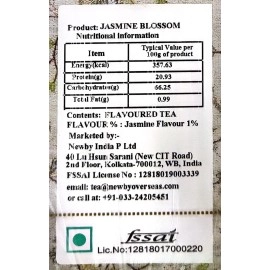 Product: JASMINE BLOSSOM
Nutritional information
Item Typical Value per 100g of product
Energy(kcal) 357.63
Protein(g) 20.93
Carbohydrates(g) 66.25
Total Fat(g) 0.99
Contents: FLAVOURED TEA
FLAVOUR % : Jasmine Flavour 1%
Marketed by:-
Newby India P Ltd
40 Lu Hsun Sarani (New CIT Road)
2nd Floor, Kolkata-700012, WB, India
FSSAI License No : 12818019003339
email: tea@newbyoverseas.com
or call at: +91-033-24205451
fssai
Lic.No:12818017000220